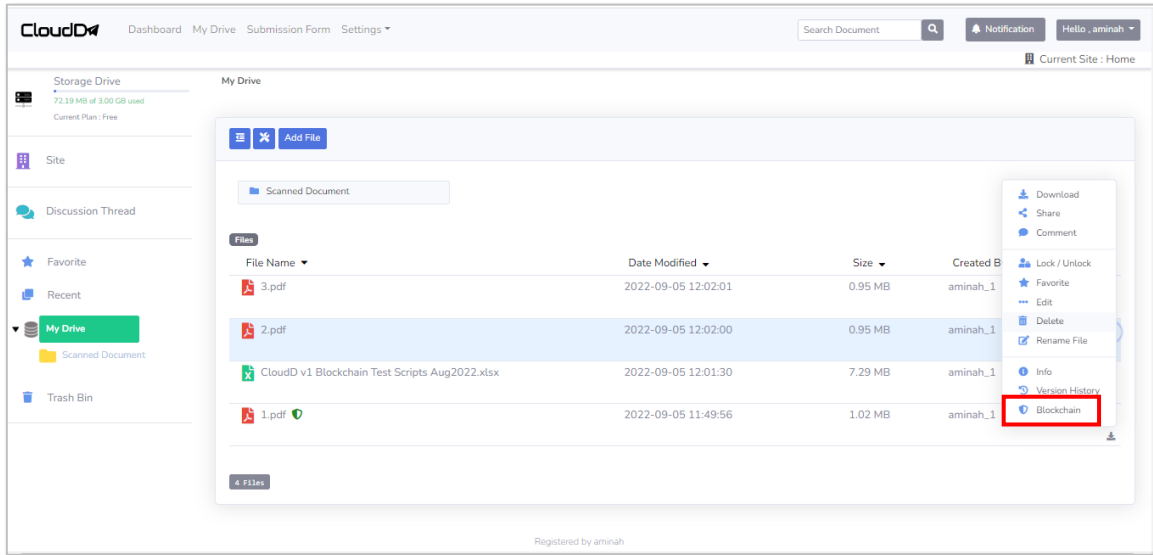 CloudD
Dashboard My Drive Submission Form Settings
Search Document
Notification
Hello , aminah
Current Site : Home
Storage Drive
72.19 MB of 3.00 GB used
Current Plan : Free
Site
Discussion Thread
Favorite
Recent
My Drive
Scanned Document
Trash Bin
My Drive
Add File
Scanned Document
Files
File Name Date Modified Size Created B
3.pdf 2022-09-05 12:02:01 0.95 MB aminah_1
2.pdf 2022-09-05 12:02:00 0.95 MB aminah_1
CloudD v1 Blockchain Test Scripts Aug2022.xlsx 2022-09-05 12:01:30 7.29 MB aminah_1
1.pdf 2022-09-05 11:49:56 1.02 MB aminah_1
4 Files
Download
Share
Comment
Lock / Unlock
Favorite
Edit
Delete
Rename File
Info
Version History
Blockchain
Registered by aminah